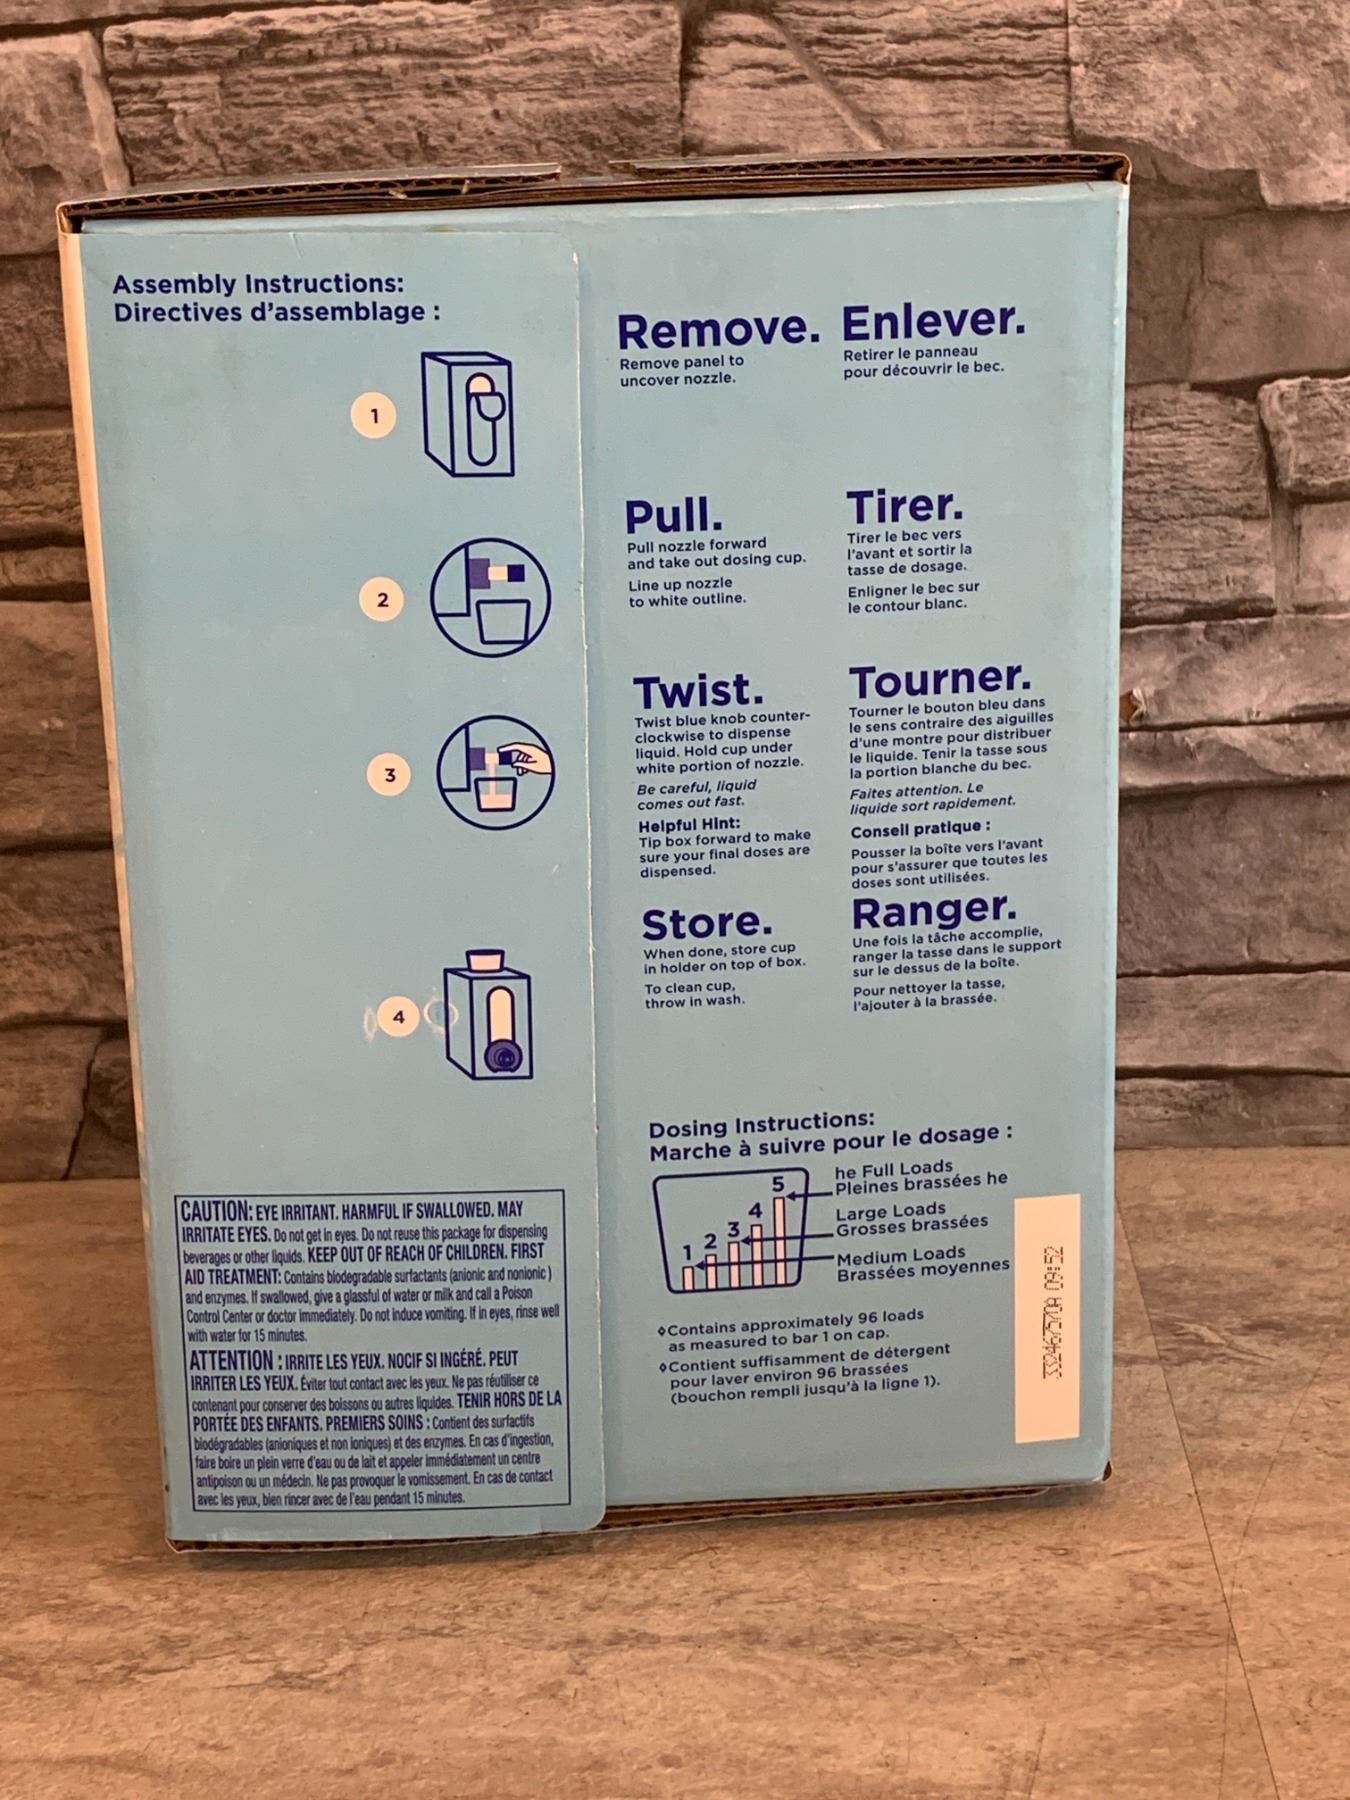 Assembly Instructions:
Directives d'assemblage :
1
2
3
4
Remove.
Remove panel to
uncover nozzle.
Enlever.
Retirer le panneau
pour découvrir le bec.
Pull.
Pull nozzle forward
and take out dosing cup.
Line up nozzle
to white outline.
Tirer.
Tirer le bec vers
l'avant et sortir la
tasse de dosage.
Enligner le bec sur
le contour blanc.
Twist.
Twist blue knob counter-
clockwise to dispense
liquid. Hold cup under
white portion of nozzle.
Be careful, liquid
comes out fast.
Helpful Hint:
Tip box forward to make
sure your final doses are
dispensed.
Tourner.
Tourner le bouton bleu dans
le sens contraire des aiguilles
d'une montre pour distribuer
le liquide. Tenir la tasse sous
la portion blanche du bec.
Faites attention. Le
liquide sort rapidement.
Conseil pratique :
Pousser la boîte vers l'avant
pour s'assurer que toutes les
doses sont utilisées.
Store.
When done, store cup
in holder on top of box.
To clean cup,
throw in wash.
Ranger.
Une fois la tâche accomplie,
ranger la tasse dans le support
sur le dessus de la boîte.
Pour nettoyer la tasse,
l'ajouter à la brassée.
Dosing Instructions:
Marche à suivre pour le dosage :
1 2 3 4 5
he Full Loads
Pleines brassées he
Large Loads
Grosses brassées
Medium Loads
Brassées moyennes
◊Contains approximately 96 loads
as measured to bar 1 on cap.
◊Contient suffisamment de détergent
pour laver environ 96 brassées
(bouchon rempli jusqu'à la ligne 1).
CAUTION: EYE IRRITANT. HARMFUL IF SWALLOWED. MAY
IRRITATE EYES. Do not get in eyes. Do not reuse this package for dispensing
beverages or other liquids. KEEP OUT OF REACH OF CHILDREN. FIRST
AID TREATMENT: Contains biodegradable surfactants (anionic and nonionic)
and enzymes. If swallowed, give a glassful of water or milk and call a Poison
Control Center or doctor immediately. Do not induce vomiting. If in eyes, rinse well
with water for 15 minutes.
ATTENTION : IRRITE LES YEUX. NOCIF SI INGÉRÉ. PEUT
IRRITER LES YEUX. Éviter tout contact avec les yeux. Ne pas réutiliser ce
contenant pour conserver des boissons ou autres liquides. TENIR HORS DE LA
PORTÉE DES ENFANTS. PREMIERS SOINS : Contient des surfactifs
biodégradables (anioniques et non ioniques) et des enzymes. En cas d'ingestion,
faire boire un plein verre d'eau ou de lait et appeler immédiatement un centre
antipoison ou un médecin. Ne pas provoquer le vomissement. En cas de contact
avec les yeux, bien rincer avec de l'eau pendant 15 minutes.